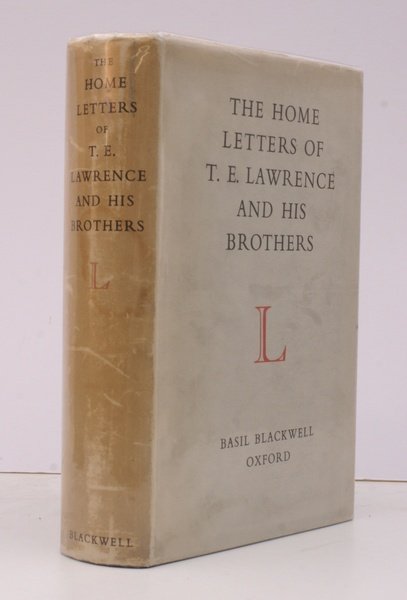 THE
HOME
LETTERS
OF
T. E.
LAWRENCE
AND HIS
BROTHERS
L
BLACKWELL
THE HOME
LETTERS OF
T. E. LAWRENCE
AND HIS
BROTHERS
L
BASIL BLACKWELL
OXFORD